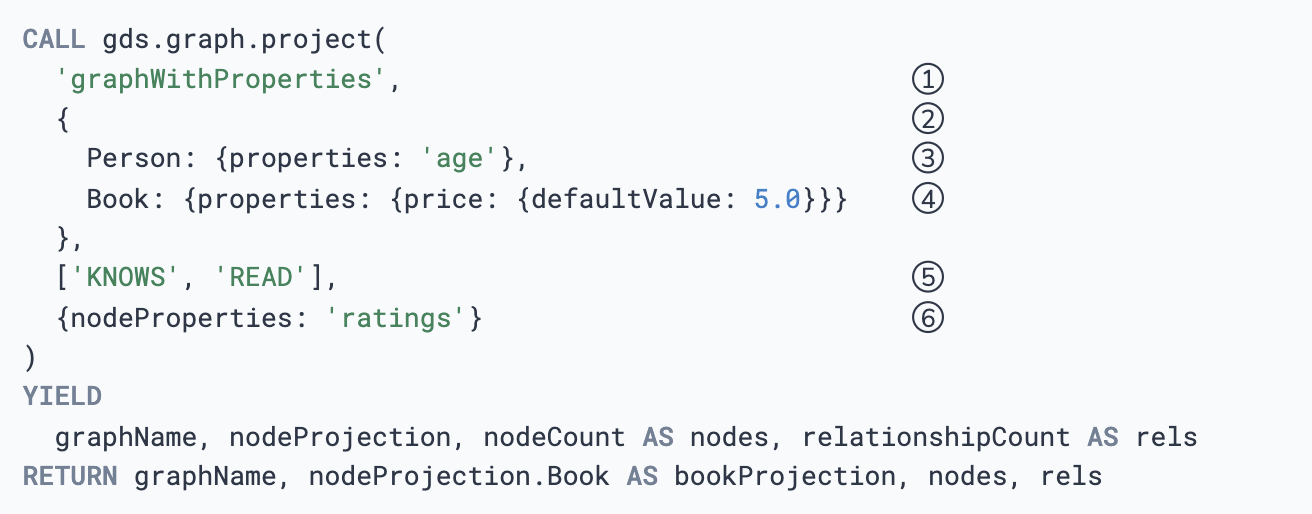 CALL gds.graph.project(
  'graphWithProperties', ①
  { ②
    Person: {properties: 'age'}, ③
    Book: {properties: {price: {defaultValue: 5.0}}} ④
  },
  ['KNOWS', 'READ'], ⑤
  {nodeProperties: 'ratings'} ⑥
)
YIELD
  graphName, nodeProjection, nodeCount AS nodes, relationshipCount AS rels
RETURN graphName, nodeProjection.Book AS bookProjection, nodes, rels